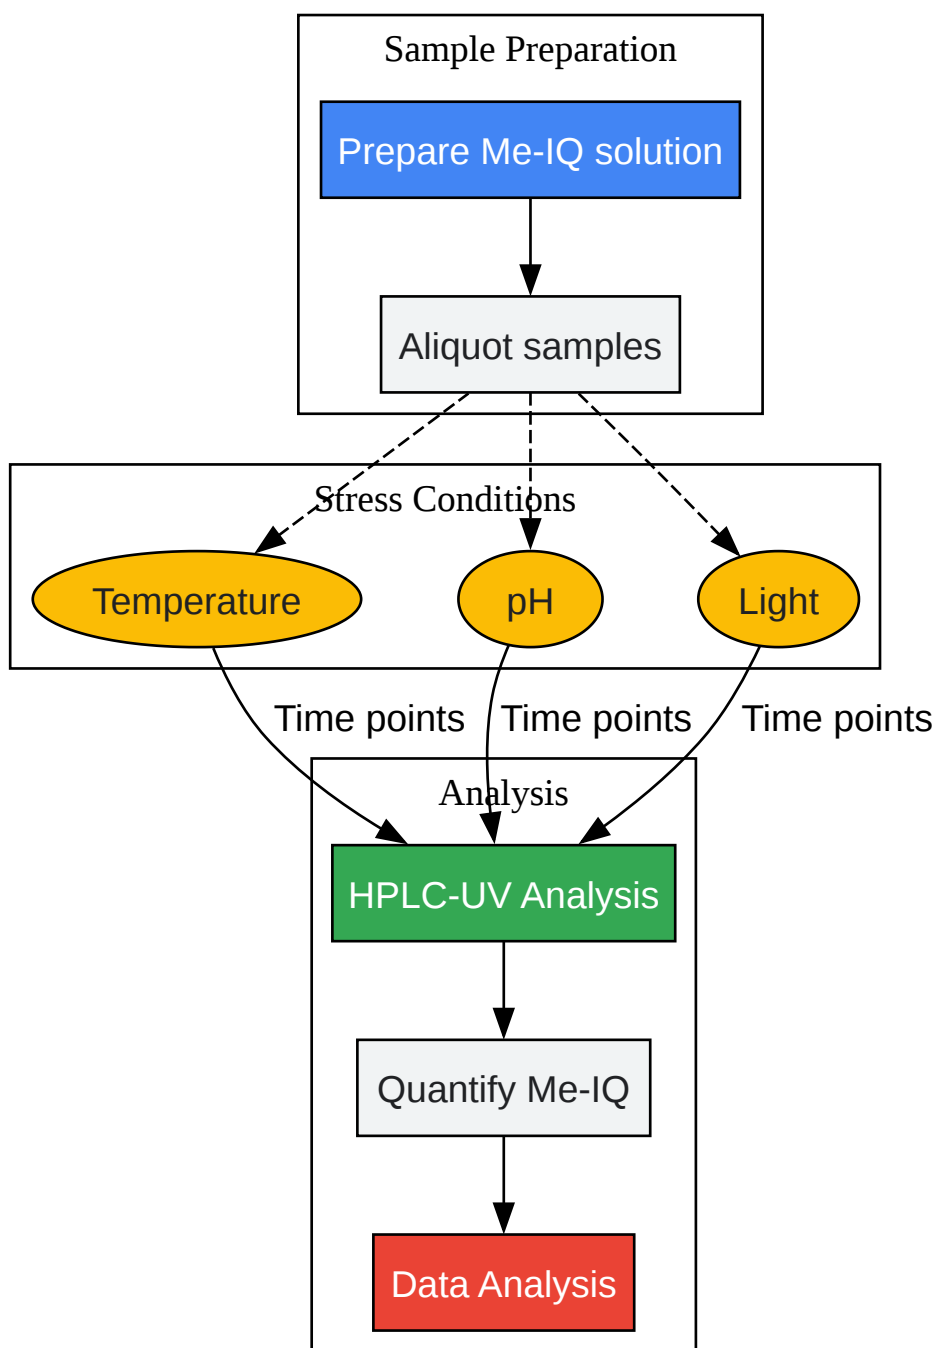 Sample Preparation
Prepare Me-IQ solution
Aliquot samples
Stress Conditions
Temperature
pH
Light
Time points
Time points
Time points
Analysis
HPLC-UV Analysis
Quantify Me-IQ
Data Analysis